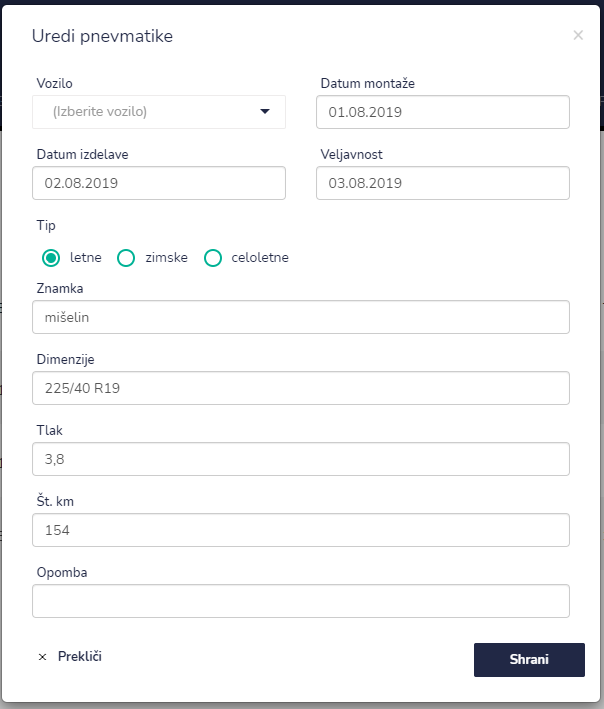 Uredi pnevmatike
×
Vozilo
Datum montaže
(Izberite vozilo)
01.08.2019
Datum izdelave
Veljavnost
02.08.2019
03.08.2019
Tip
letne zimske celoletne
Znamka
mišelin
Dimenzije
225/40 R19
Tlak
3,8
Št. km
154
Opomba
× Prekliči
Shrani